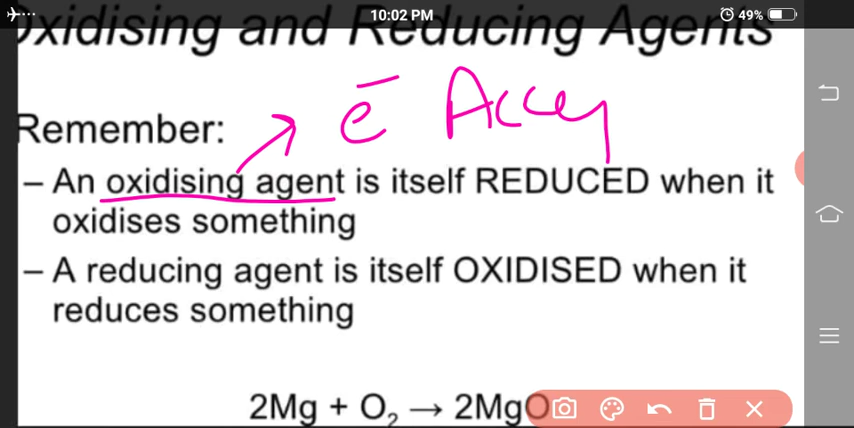 10:02 PM
49%
Oxidising and Reducing Agents
e̅
Remember:
– An oxidising agent is itself REDUCED when it
oxidises something
– A reducing agent is itself OXIDISED when it
reduces something
2Mg + O₂ → 2MgO